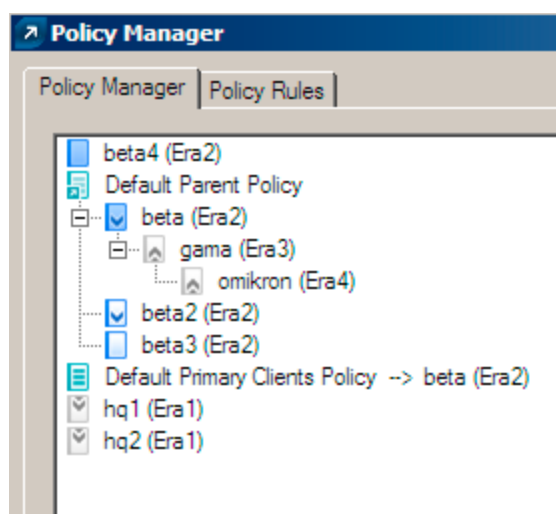 Policy Manager
Policy Manager Policy Rules
beta4 (Era2)
Default Parent Policy
beta (Era2)
gama (Era3)
omikron (Era4)
beta2 (Era2)
beta3 (Era2)
Default Primary Clients Policy --> beta (Era2)
hq1 (Era1)
hq2 (Era1)